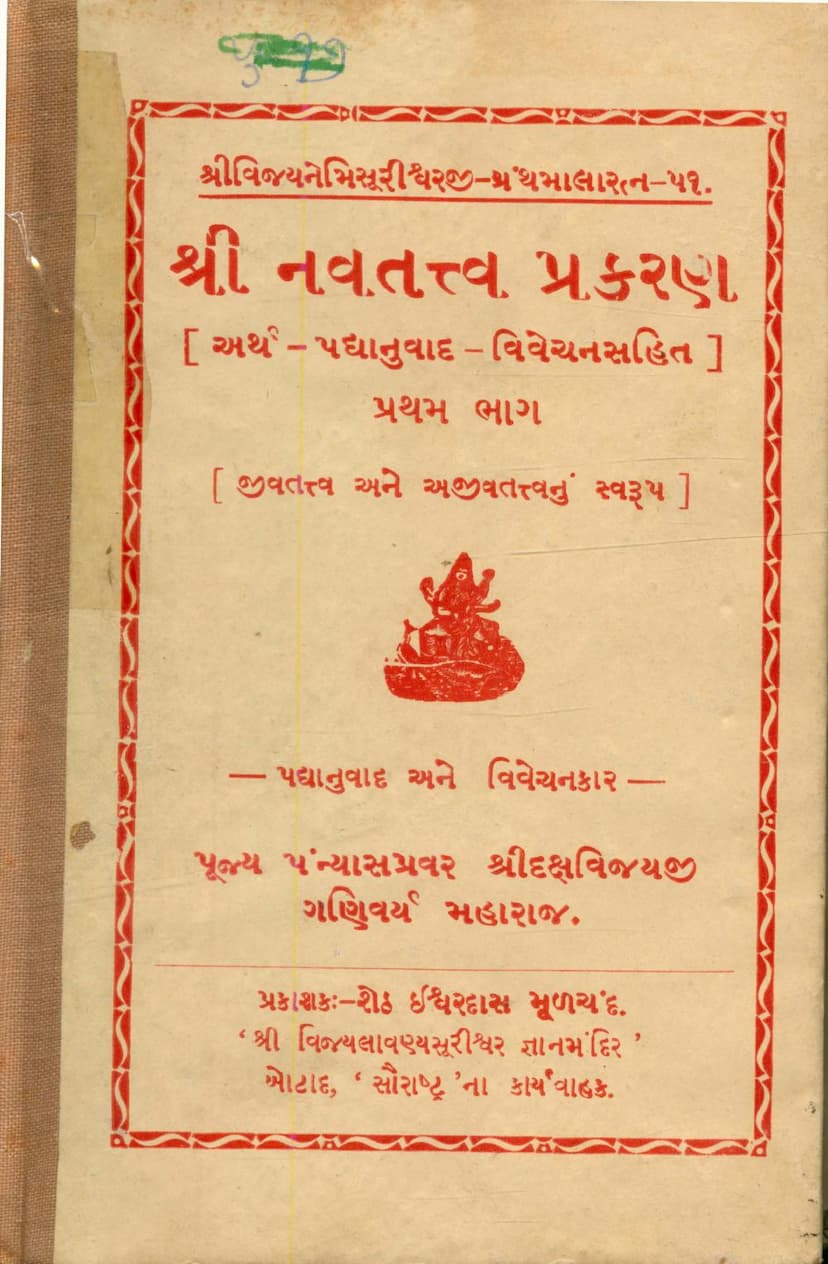 શ્રીવિજયનેમિસૂરીશ્વરજી-ગ્રંથમાલારત્ન-૫૧.
શ્રી નવતત્ત્વ પ્રકરણ
[ અર્થ - પદ્યાનુવાદ - વિવેચનસહિત ]
પ્રથમ ભાગ
[ જીવતત્ત્વ અને અજીવતત્ત્વનું સ્વરૂપ ]
— પદ્યાનુવાદ અને વિવેચનકાર —
પૂજ્ય પંન્યાસપ્રવર શ્રીદક્ષવિજયજી
ગણિવર્ય મહારાજ.
પ્રકાશકઃ-શેઠ ઈશ્વરદાસ મૂળચંદ.
‘ શ્રી વિજયલાવણ્યસૂરીશ્વર જ્ઞાનમંદિર ’
બોટાદ, ‘ સૌરાષ્ટ્ર ’ના કાર્યવાહક.